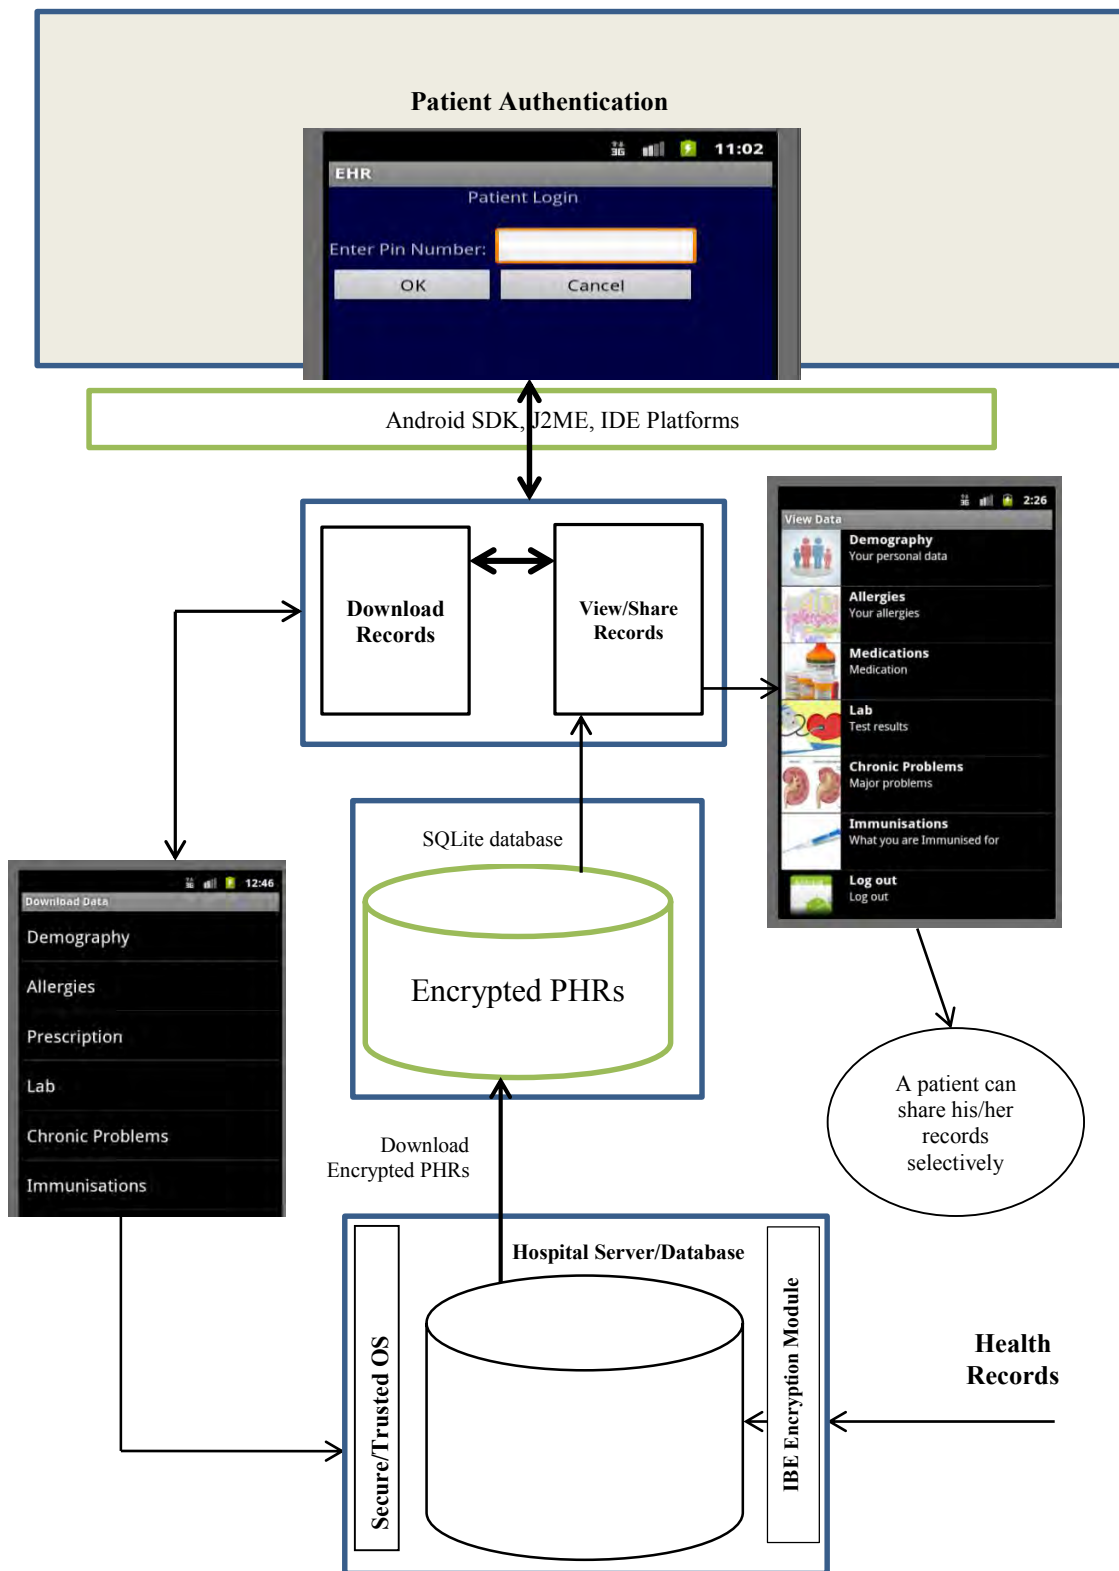 Patient Authentication
3G 11:02
EHR
Patient Login
Enter Pin Number:
OK
Cancel
Android SDK, J2ME, IDE Platforms
Download
Records
View/Share
Records
3G 2:26
View Data
Demography
Your personal data
Allergies
Your allergies
Medications
Medication
Lab
Test results
Chronic Problems
Major problems
Immunisations
What you are Immunised for
Log out
Log out
SQLite database
Encrypted PHRs
3G 12:46
Download Data
Demography
Allergies
Prescription
Lab
Chronic Problems
Immunisations
A patient can
share his/her
records
selectively
Download
Encrypted PHRs
Hospital Server/Database
Secure/Trusted OS
IBE Encryption Module
Health
Records